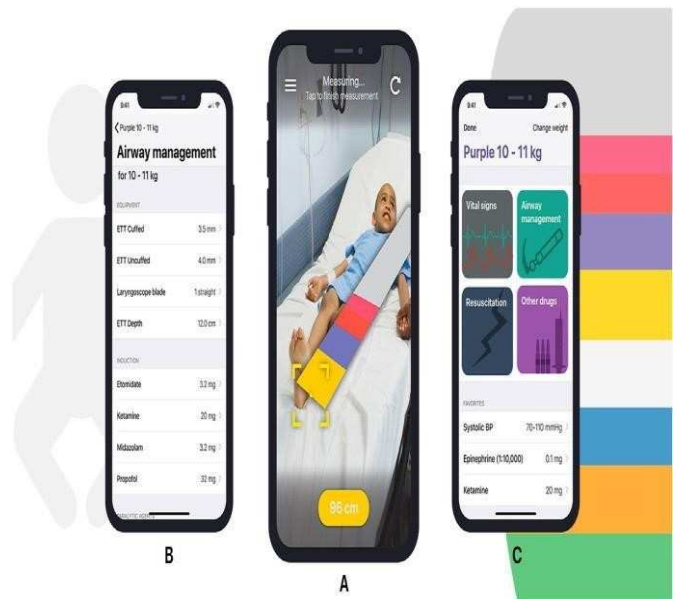 9:41
Purple 10 - 11 kg
Airway management
for 10 - 11 kg
EQUIPMENT
ETT Cuffed 3.5 mm
ETT Uncuffed 4.0 mm
Laryngoscope blade 1 straight
ETT Depth 12.0 cm
INDUCTION
Etomidate 3.2 mg
Ketamine 20 mg
Midazolam 3.2 mg
Propofol 32 mg
B
Measuring...
Tap to finish measurement
96 cm
A
9:41
Done Change weight
Purple 10 - 11 kg
Vital signs
Airway
management
Resuscitation
Other drugs
FAVORITES
Systolic BP 70-110 mmHg
Epinephrine (1:10,000) 0.1 mg
Ketamine 20 mg
C